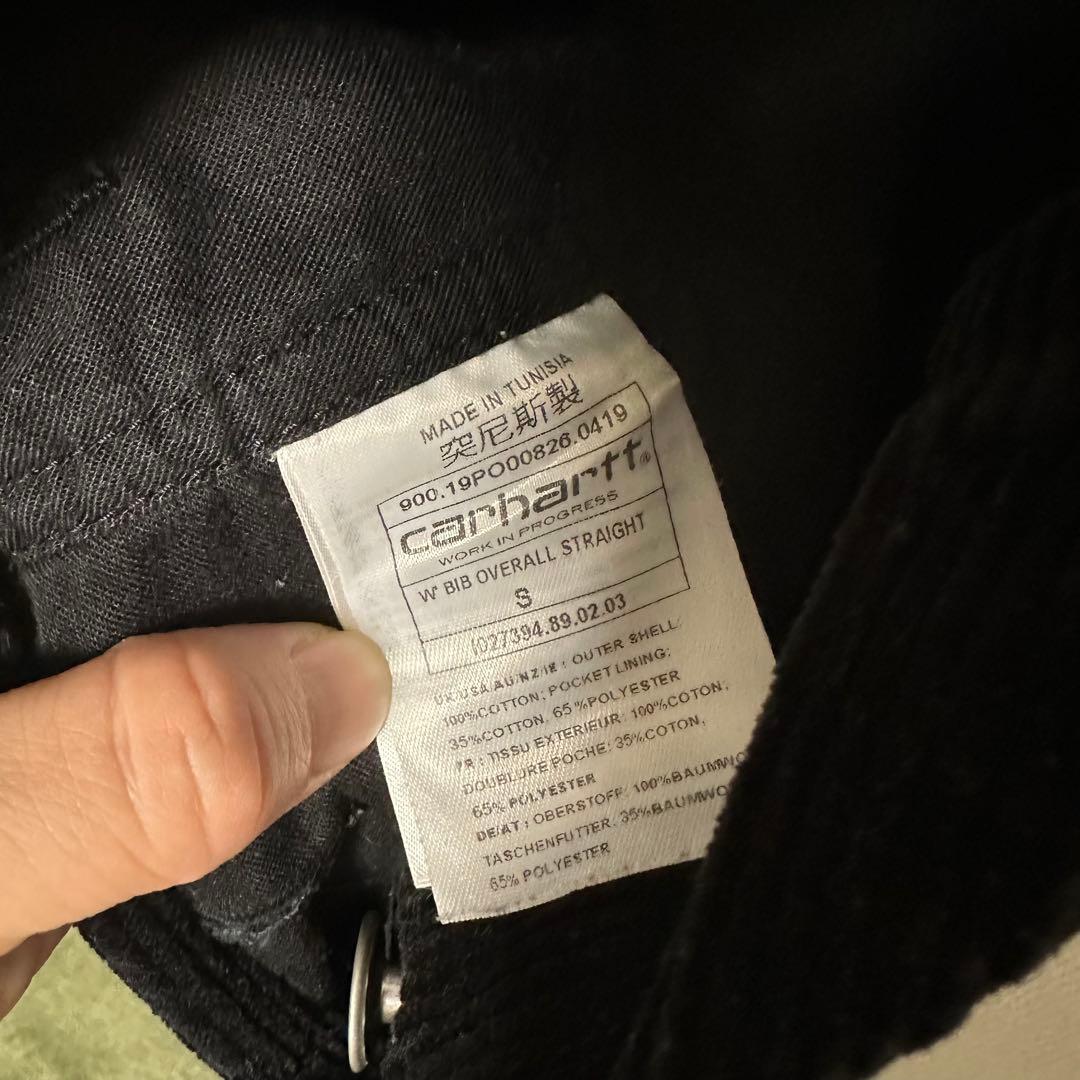 MADE IN TUNISIA
突尼斯製
900.19PO00826.0419
carhartt®
WORK IN PROGRESS
W' BIB OVERALL STRAIGHT
S
I027394.89.02.03
UK/USA/AU/NZ/IE : OUTER SHELL:
100%COTTON; POCKET LINING:
35%COTTON, 65%POLYESTER
FR : TISSU EXTERIEUR: 100%COTON;
DOUBLURE POCHE: 35%COTON,
65% POLYESTER
DE/AT : OBERSTOFF: 100%BAUMWO
TASCHENFUTTER: 35%BAUMWO
65% POLYESTER